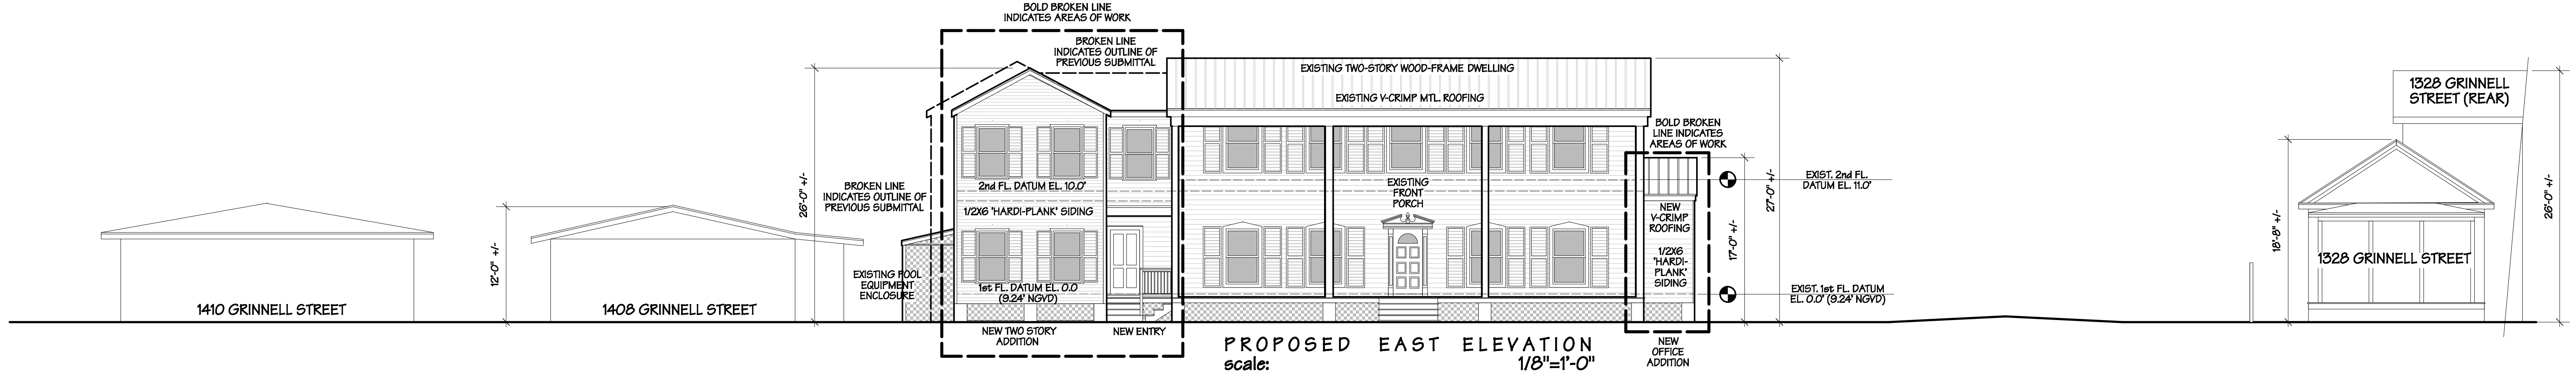 BOLD BROKEN LINE
INDICATES AREAS OF WORK
BROKEN LINE
INDICATES OUTLINE OF
PREVIOUS SUBMITTAL
EXISTING TWO-STORY WOOD-FRAME DWELLING
EXISTING V-CRIMP MTL. ROOFING
1328 GRINNELL
STREET (REAR)
BOLD BROKEN
LINE INDICATES
AREAS OF WORK
26'-0" +/-
27'-0" +/-
26'-0" +/-
EXIST. 2nd FL.
DATUM EL. 11.0'
2nd FL. DATUM EL. 10.0'
BROKEN LINE
INDICATES OUTLINE OF
PREVIOUS SUBMITTAL
EXISTING
FRONT
PORCH
1/2X6 'HARDI-PLANK' SIDING
NEW
V-CRIMP
ROOFING
17'-0" +/-
18'-8" +/-
12'-0" +/-
1/2X6
'HARDI-
PLANK'
SIDING
1328 GRINNELL STREET
EXISTING POOL
EQUIPMENT
ENCLOSURE
1st FL. DATUM EL. 0.0
(9.24' NGVD)
EXIST. 1st FL. DATUM
EL. 0.0' (9.24' NGVD)
1410 GRINNELL STREET
1408 GRINNELL STREET
NEW TWO STORY
ADDITION
NEW ENTRY
PROPOSED EAST ELEVATION
scale: 1/8"=1'-0"
NEW
OFFICE
ADDITION